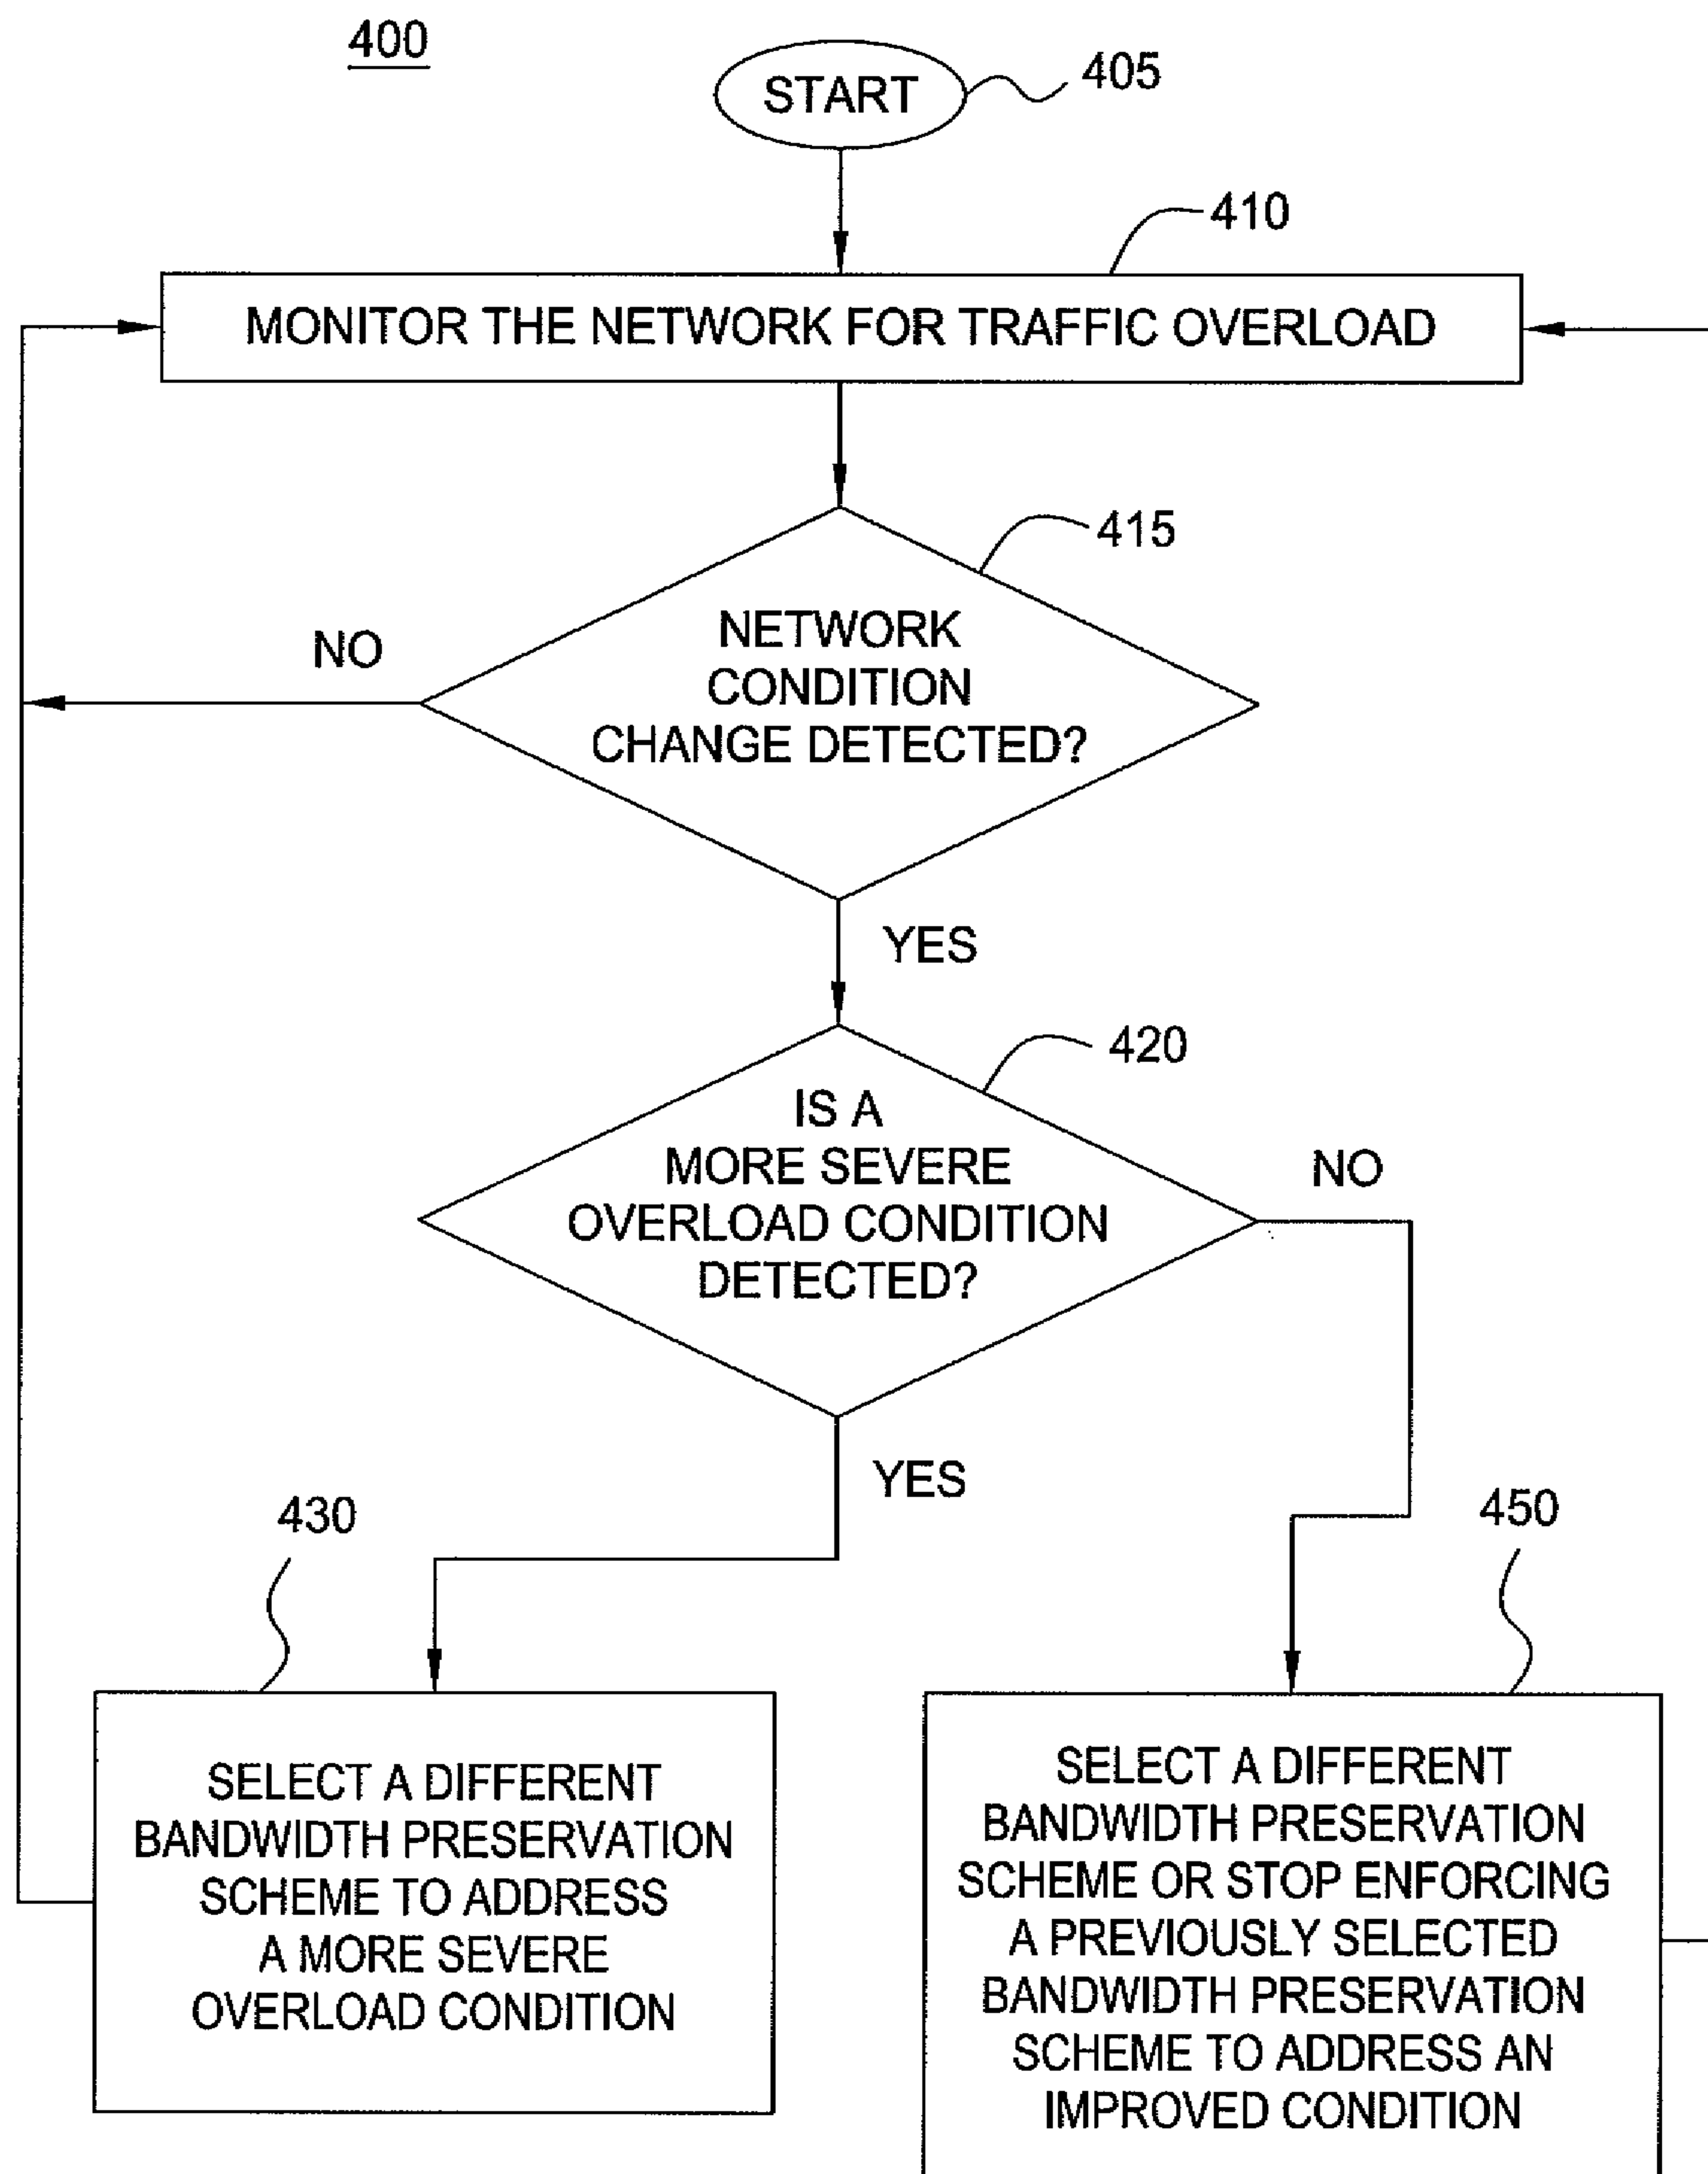 400
START
405
410
MONITOR THE NETWORK FOR TRAFFIC OVERLOAD
415
NETWORK
CONDITION
CHANGE DETECTED?
NO
YES
420
IS A
MORE SEVERE
OVERLOAD CONDITION
DETECTED?
NO
YES
430
450
SELECT A DIFFERENT
BANDWIDTH PRESERVATION
SCHEME TO ADDRESS
A MORE SEVERE
OVERLOAD CONDITION
SELECT A DIFFERENT
BANDWIDTH PRESERVATION
SCHEME OR STOP ENFORCING
A PREVIOUSLY SELECTED
BANDWIDTH PRESERVATION
SCHEME TO ADDRESS AN
IMPROVED CONDITION